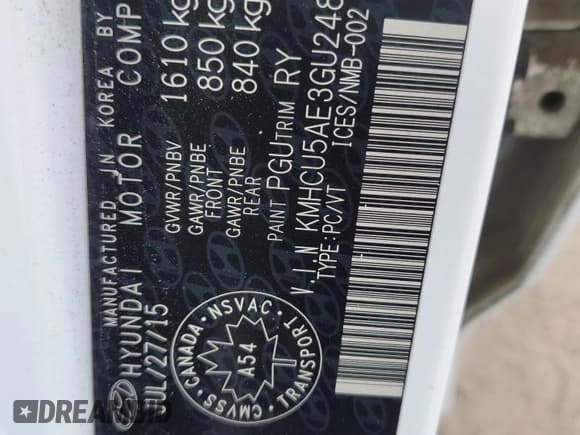 MANUFACTURED IN KOREA BY
HYUNDAI MOTOR COMP
JUL/27/15
GVWR/PNBV 1610 kg
GAWR/PNBE FRONT 850 kg
GAWR/PNBE REAR 840 kg
PAINT PGU TRIM RY
V.I.N KMHCU5AE3GU248
TYPE:PC/VT ICES/NMB-002
CANADA NSVAC TRANSPORT CMVSS
A54
DREAMBID